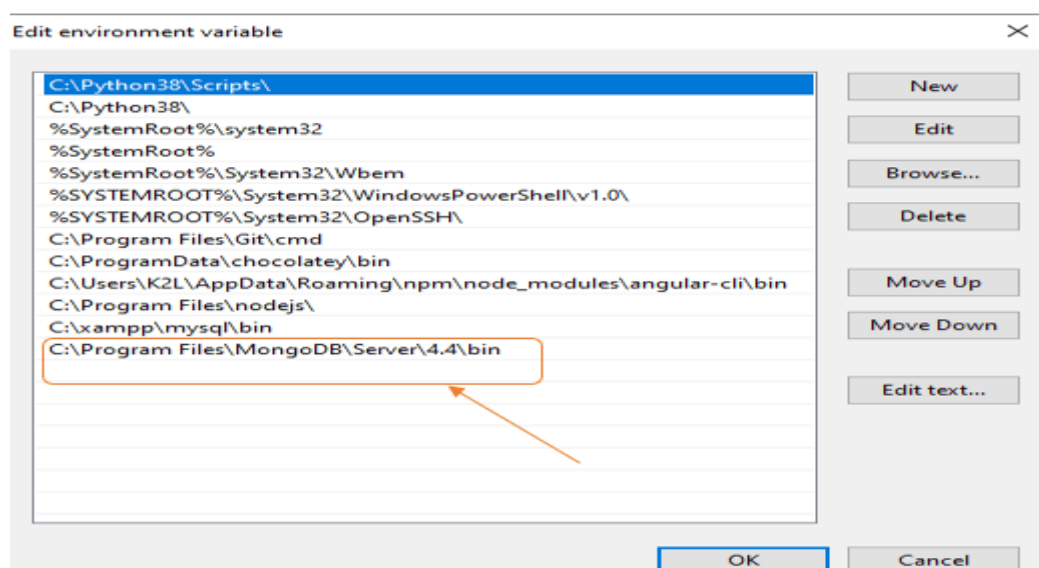 Edit environment variable
C:\Python38\Scripts\
C:\Python38\
%SystemRoot%\system32
%SystemRoot%
%SystemRoot%\System32\Wbem
%SYSTEMROOT%\System32\WindowsPowerShell\v1.0\
%SYSTEMROOT%\System32\OpenSSH\
C:\Program Files\Git\cmd
C:\ProgramData\chocolatey\bin
C:\Users\K2L\AppData\Roaming\npm\node_modules\angular-cli\bin
C:\Program Files\nodejs\
C:\xampp\mysql\bin
C:\Program Files\MongoDB\Server\4.4\bin
New
Edit
Browse...
Delete
Move Up
Move Down
Edit text...
OK
Cancel